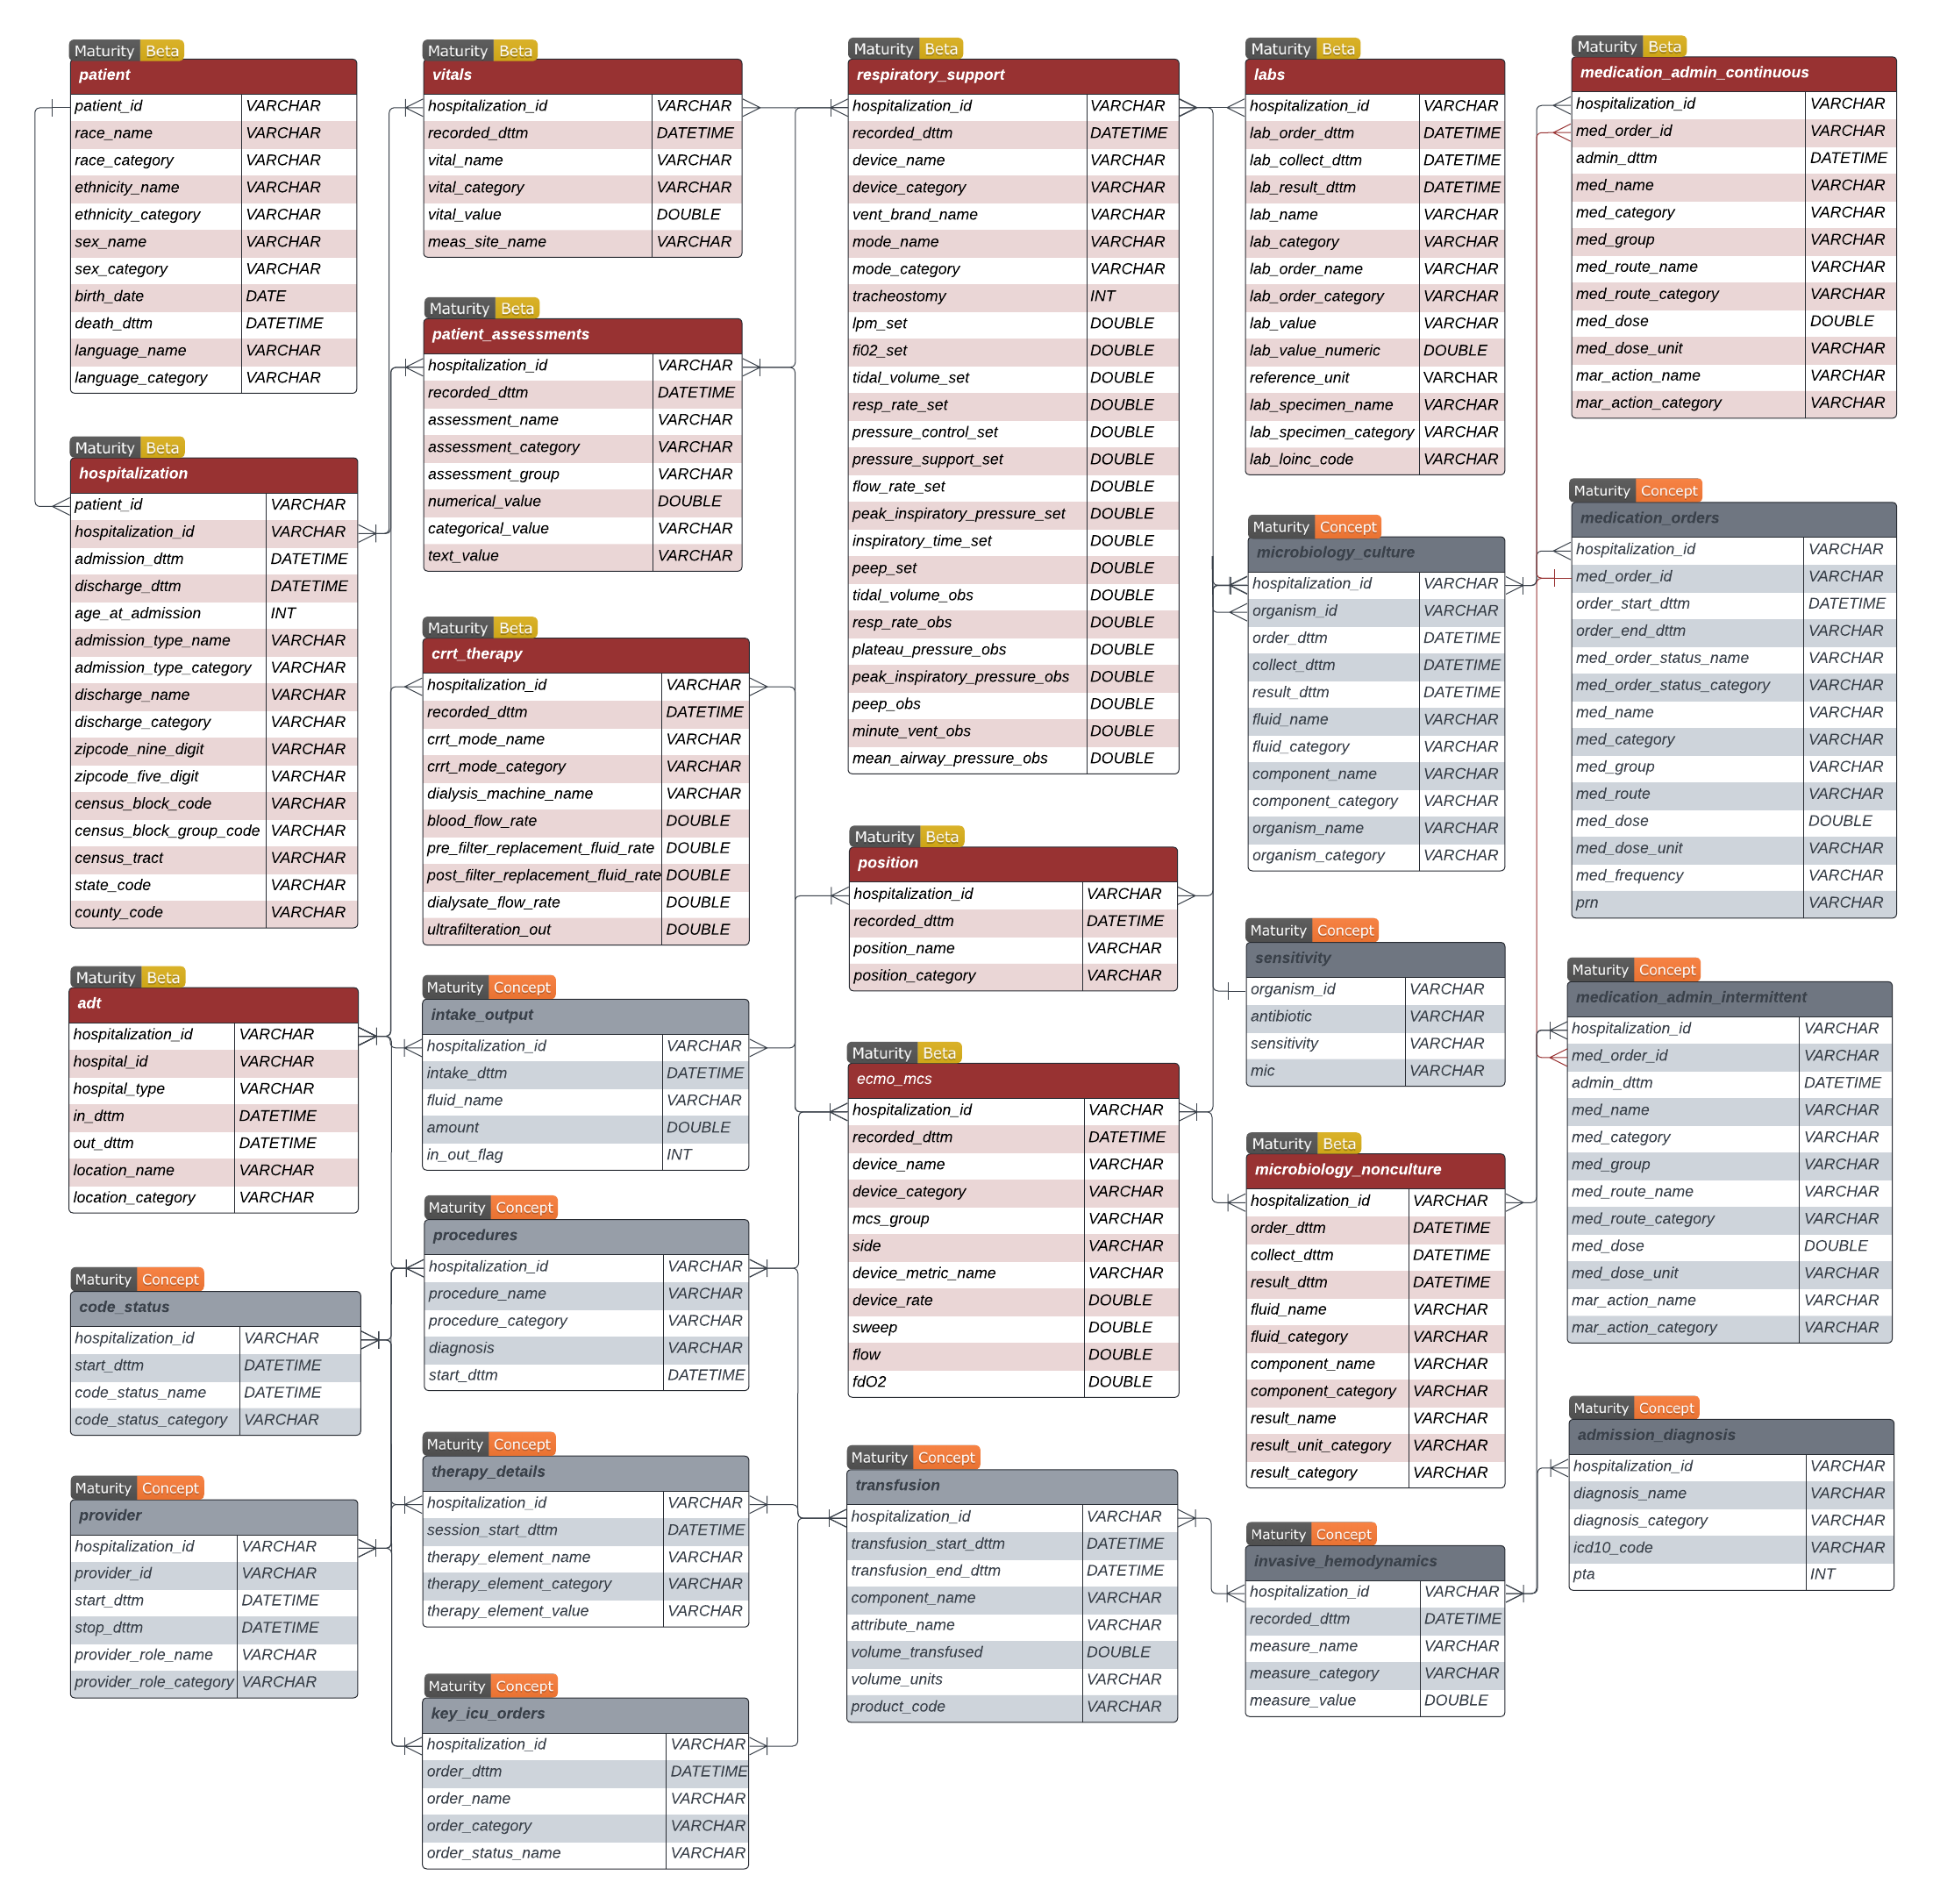 Maturity Beta
patient
patient_id VARCHAR
race_name VARCHAR
race_category VARCHAR
ethnicity_name VARCHAR
ethnicity_category VARCHAR
sex_name VARCHAR
sex_category VARCHAR
birth_date DATE
death_dttm DATETIME
language_name VARCHAR
language_category VARCHAR
Maturity Beta
hospitalization
patient_id VARCHAR
hospitalization_id VARCHAR
admission_dttm DATETIME
discharge_dttm DATETIME
age_at_admission INT
admission_type_name VARCHAR
admission_type_category VARCHAR
discharge_name VARCHAR
discharge_category VARCHAR
zipcode_nine_digit VARCHAR
zipcode_five_digit VARCHAR
census_block_code VARCHAR
census_block_group_code VARCHAR
census_tract VARCHAR
state_code VARCHAR
county_code VARCHAR
Maturity Beta
adt
hospitalization_id VARCHAR
hospital_id VARCHAR
hospital_type VARCHAR
in_dttm DATETIME
out_dttm DATETIME
location_name VARCHAR
location_category VARCHAR
Maturity Concept
code_status
hospitalization_id VARCHAR
start_dttm DATETIME
code_status_name DATETIME
code_status_category VARCHAR
Maturity Concept
provider
hospitalization_id VARCHAR
provider_id VARCHAR
start_dttm DATETIME
stop_dttm DATETIME
provider_role_name VARCHAR
provider_role_category VARCHAR
Maturity Beta
vitals
hospitalization_id VARCHAR
recorded_dttm DATETIME
vital_name VARCHAR
vital_category VARCHAR
vital_value DOUBLE
meas_site_name VARCHAR
Maturity Beta
patient_assessments
hospitalization_id VARCHAR
recorded_dttm DATETIME
assessment_name VARCHAR
assessment_category VARCHAR
assessment_group VARCHAR
numerical_value DOUBLE
categorical_value VARCHAR
text_value VARCHAR
Maturity Beta
crrt_therapy
hospitalization_id VARCHAR
recorded_dttm DATETIME
crrt_mode_name VARCHAR
crrt_mode_category VARCHAR
dialysis_machine_name VARCHAR
blood_flow_rate DOUBLE
pre_filter_replacement_fluid_rate DOUBLE
post_filter_replacement_fluid_rate DOUBLE
dialysate_flow_rate DOUBLE
ultrafilteration_out DOUBLE
Maturity Concept
intake_output
hospitalization_id VARCHAR
intake_dttm DATETIME
fluid_name VARCHAR
amount DOUBLE
in_out_flag INT
Maturity Concept
procedures
hospitalization_id VARCHAR
procedure_name VARCHAR
procedure_category VARCHAR
diagnosis VARCHAR
start_dttm DATETIME
Maturity Concept
therapy_details
hospitalization_id VARCHAR
session_start_dttm DATETIME
therapy_element_name VARCHAR
therapy_element_category VARCHAR
therapy_element_value VARCHAR
Maturity Concept
key_icu_orders
hospitalization_id VARCHAR
order_dttm DATETIME
order_name VARCHAR
order_category VARCHAR
order_status_name VARCHAR
Maturity Beta
respiratory_support
hospitalization_id VARCHAR
recorded_dttm DATETIME
device_name VARCHAR
device_category VARCHAR
vent_brand_name VARCHAR
mode_name VARCHAR
mode_category VARCHAR
tracheostomy INT
lpm_set DOUBLE
fi02_set DOUBLE
tidal_volume_set DOUBLE
resp_rate_set DOUBLE
pressure_control_set DOUBLE
pressure_support_set DOUBLE
flow_rate_set DOUBLE
peak_inspiratory_pressure_set DOUBLE
inspiratory_time_set DOUBLE
peep_set DOUBLE
tidal_volume_obs DOUBLE
resp_rate_obs DOUBLE
plateau_pressure_obs DOUBLE
peak_inspiratory_pressure_obs DOUBLE
peep_obs DOUBLE
minute_vent_obs DOUBLE
mean_airway_pressure_obs DOUBLE
Maturity Beta
position
hospitalization_id VARCHAR
recorded_dttm DATETIME
position_name VARCHAR
position_category VARCHAR
Maturity Beta
ecmo_mcs
hospitalization_id VARCHAR
recorded_dttm DATETIME
device_name VARCHAR
device_category VARCHAR
mcs_group VARCHAR
side VARCHAR
device_metric_name VARCHAR
device_rate DOUBLE
sweep DOUBLE
flow DOUBLE
fdO2 DOUBLE
Maturity Concept
transfusion
hospitalization_id VARCHAR
transfusion_start_dttm DATETIME
transfusion_end_dttm DATETIME
component_name VARCHAR
attribute_name VARCHAR
volume_transfused DOUBLE
volume_units VARCHAR
product_code VARCHAR
Maturity Beta
labs
hospitalization_id VARCHAR
lab_order_dttm DATETIME
lab_collect_dttm DATETIME
lab_result_dttm DATETIME
lab_name VARCHAR
lab_category VARCHAR
lab_order_name VARCHAR
lab_order_category VARCHAR
lab_value VARCHAR
lab_value_numeric DOUBLE
reference_unit VARCHAR
lab_specimen_name VARCHAR
lab_specimen_category VARCHAR
lab_loinc_code VARCHAR
Maturity Concept
microbiology_culture
hospitalization_id VARCHAR
organism_id VARCHAR
order_dttm DATETIME
collect_dttm DATETIME
result_dttm DATETIME
fluid_name VARCHAR
fluid_category VARCHAR
component_name VARCHAR
component_category VARCHAR
organism_name VARCHAR
organism_category VARCHAR
Maturity Concept
sensitivity
organism_id VARCHAR
antibiotic VARCHAR
sensitivity VARCHAR
mic VARCHAR
Maturity Beta
microbiology_nonculture
hospitalization_id VARCHAR
order_dttm DATETIME
collect_dttm DATETIME
result_dttm DATETIME
fluid_name VARCHAR
fluid_category VARCHAR
component_name VARCHAR
component_category VARCHAR
result_name VARCHAR
result_unit_category VARCHAR
result_category VARCHAR
Maturity Concept
invasive_hemodynamics
hospitalization_id VARCHAR
recorded_dttm DATETIME
measure_name VARCHAR
measure_category VARCHAR
measure_value DOUBLE
Maturity Beta
medication_admin_continuous
hospitalization_id VARCHAR
med_order_id VARCHAR
admin_dttm DATETIME
med_name VARCHAR
med_category VARCHAR
med_group VARCHAR
med_route_name VARCHAR
med_route_category VARCHAR
med_dose DOUBLE
med_dose_unit VARCHAR
mar_action_name VARCHAR
mar_action_category VARCHAR
Maturity Concept
medication_orders
hospitalization_id VARCHAR
med_order_id VARCHAR
order_start_dttm DATETIME
order_end_dttm VARCHAR
med_order_status_name VARCHAR
med_order_status_category VARCHAR
med_name VARCHAR
med_category VARCHAR
med_group VARCHAR
med_route VARCHAR
med_dose DOUBLE
med_dose_unit VARCHAR
med_frequency VARCHAR
prn VARCHAR
Maturity Concept
medication_admin_intermittent
hospitalization_id VARCHAR
med_order_id VARCHAR
admin_dttm DATETIME
med_name VARCHAR
med_category VARCHAR
med_group VARCHAR
med_route_name VARCHAR
med_route_category VARCHAR
med_dose DOUBLE
med_dose_unit VARCHAR
mar_action_name VARCHAR
mar_action_category VARCHAR
Maturity Concept
admission_diagnosis
hospitalization_id VARCHAR
diagnosis_name VARCHAR
diagnosis_category VARCHAR
icd10_code VARCHAR
pta INT